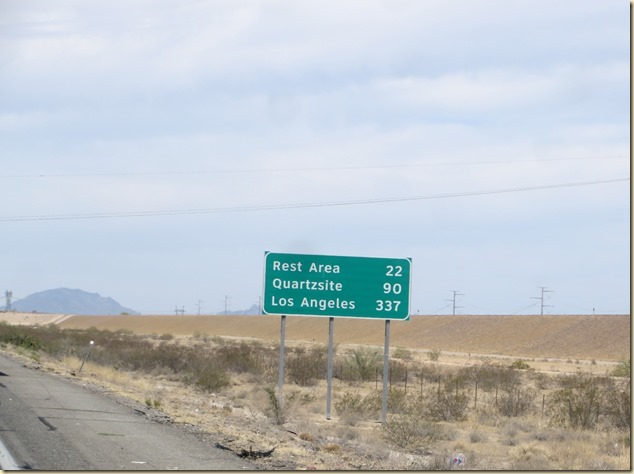 Rest Area 22
Quartzsite 90
Los Angeles 337